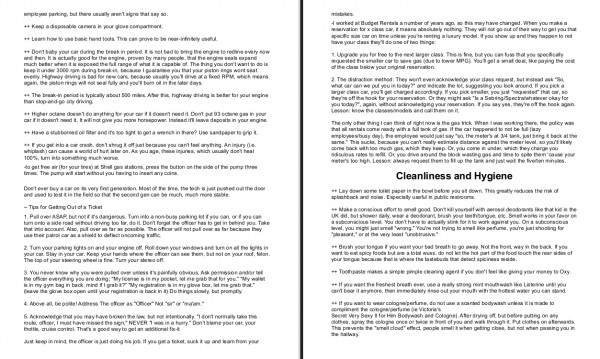 employee parking, but there usually aren't signs that say so.
++ Keep a disposable camera in your glove compartment.
++ Learn how to use basic hand tools. This can prove to be near-infinitely useful.
++ Don't baby your car during the break in period. It is not bad to bring the engine to redline every now
and then. It is actually good for the engine, proven by many people, that the engine seals expand
much better when it is exposed the full range of what it is capable of. The thing you don't want to do is
keep it under 3000 rpm during break-in, because I guarantee you that your piston rings wont seat
evenly. Highway driving is bad for new cars, because usually you'll drive at a fixed RPM, which means
again, the piston rings will not seal fully and you'll burn oil in the later days.
++ The break-in period is typically about 500 miles. After this, highway driving is better for your engine
than stop-and-go city driving.
++ Higher octane doesn't do anything for your car if it doesn't need it. Don't put 93 octane gas in your
car if it doesn't need it. It will not give you more horsepower. Instead it'll leave deposits in your engine.
++ Have a stubborned oil filter and it's too tight to get a wrench in there? Use sandpaper to grip it.
++ If you get into a car crash, don't shrug it off just because you can't feel anything. An injury (i.e.
whiplash) can cause a world of hurt later on. As you age, these injuries, which usually don't heal
100%, turn into something much worse.
-to get free air (for your tires) at Shell gas stations, press the button on the side of the pump three
times. The pump will start without you having to insert any coins.
Don't ever buy a car on its very first generation. Most of the time, the tech is just pushed out the door
and used to test it in the field so that the second gen can be much, much more stable.
– Tips for Getting Out of a Ticket
1. Pull over ASAP, but not if it's dangerous. Turn into a non-busy parking lot if you can, or if you can
turn onto a side road without driving too far, do it. Don't forget the officer has to get in behind you. Take
that into account. Also, pull over as far as possible. The officer will not pull over as far because they
use their patrol car as a shield to defect oncoming traffic.
2. Turn your parking lights on and your engine off. Roll down your windows and turn on all the lights in
your car. Stay in your car. Keep your hands where the officer can see them, but not on your roof, felon.
The top of your steering wheel is fine. Turn your stereo off.
3. You never know why you were pulled over unless it's painfully obvious. Ask permission and/or tell
the officer everything you are doing: "My license is in my pocket, let me grab that for you." "My wallet
is in my gym bag in back, mind if I grab it?" "My registration is in my glove box, let me grab that."
(leave the glove box open until your registration is back in it) Do things slowly, but promptly.
4. Above all, be polite! Address The officer as "Officer" Not "sir" or "ma'am."
5. Acknowledge that you may have broken the law, but not intentionally. "I don't normally take this
route, officer, I must have missed the sign," NEVER "I was in a hurry." Don't blame your car, your
throttle, cruise control. That's a good way to get an additional fix-it
Just keep in mind, the officer is just doing his job. If you get a ticket, suck it up and learn from your
mistakes.
-I worked at Budget Rentals a number of years ago, so this may have changed. When you make a
reservation for x class car, it means absolutely nothing. They will not go out of their way to get you that
specific size car on time unless you're renting a luxury model. If you show up and they happen to not
have your class they'll do one of two things:
1. Upgrade you for free to the next larger class. This is fine, but you can fuss that you specifically
requested the smaller car to save gas (due to lower MPG). You'll get a small deal, like paying the cost
of the class below your original reservation.
2. The distraction method: They won't even acknowledge your class request, but instead ask "So,
what car can we put you in today?" and indicate the lot, suggesting you look around. If you pick a
larger class car, you'll get charged accordingly. If you pick smaller, you just "requested" that car, so
they're off the hook for your reservation. Or they might ask "Is a Sebring/Spectra/whatever okay for
you today?", again, without acknowledging your reservation. If you say yes, they're off the hook again.
Lesson: know the classes/models and call them on it.
The only other thing I can think of right now is the gas trick. When I was working there, the policy was
that all rentals come ready with a full tank of gas. If the car happened to not be full (lazy
employees/busy day), the employee would just say "so, the meter's at 3/4 tank, just bring it back at the
same." This sucks, because you can't really estimate distance against the meter level, so you'll likely
come back with too much gas, which they keep. Or, you come in under, which they charge you
ridiculous rates to refill. Or, you drive around the block wasting gas and time to spite them 'cause your
meter's too high. Lesson: always request them to fill up the tank and just wait the five/ten minutes.
Cleanliness and Hygiene
++ Lay down some toilet paper in the bowl before you sit down. This greatly reduces the risk of
splashback and noise. Especially useful in public restrooms.
++ Make a conscious effort to smell good. Don't kill yourself with aerosol deodorants like that kid in the
UK did, but shower daily, wear a deodorant, brush your teeth/tongue, etc. Smell works in your favor on
a subconscious level. You don't have to actually stink for it to work against you. On a subconscious
level, you might just smell "wrong." You're not trying to smell like perfume, you're just shooting for
"pleasant," or at the very least "unobtrusive."
++ Brush your tongue if you want your bad breath to go away. Not the front, way in the back. If you
want to eat spicy foods but are a total wuss, do not let the hot part of the food touch the rear sides of
your tongue because that is where the tastebuds that detect spiciness reside.
++ Toothpaste makes a simple pimple cleaning agent if you don't feel like giving your money to Oxy.
++ If you want the freshest breath ever, use a really strong mint mouthwash like Listerine until you
can't bear it anymore, then immediately rinse out your mouth with the hottest water you can stand.
++ If you want to use cologne/perfume, do not use a scented bodywash unless it is made to
compliment the cologne/perfume (ie Victoria's
Secret Very Sexy II for Him Bodywash and Cologne). After drying off, but before putting on any
clothes, spray the cologne once or twice in front of you and walk through it. Put clothes on afterwards.
This prevents the "smell cloud" effect, people smell it when getting close, but not when passing you in
the hallway.